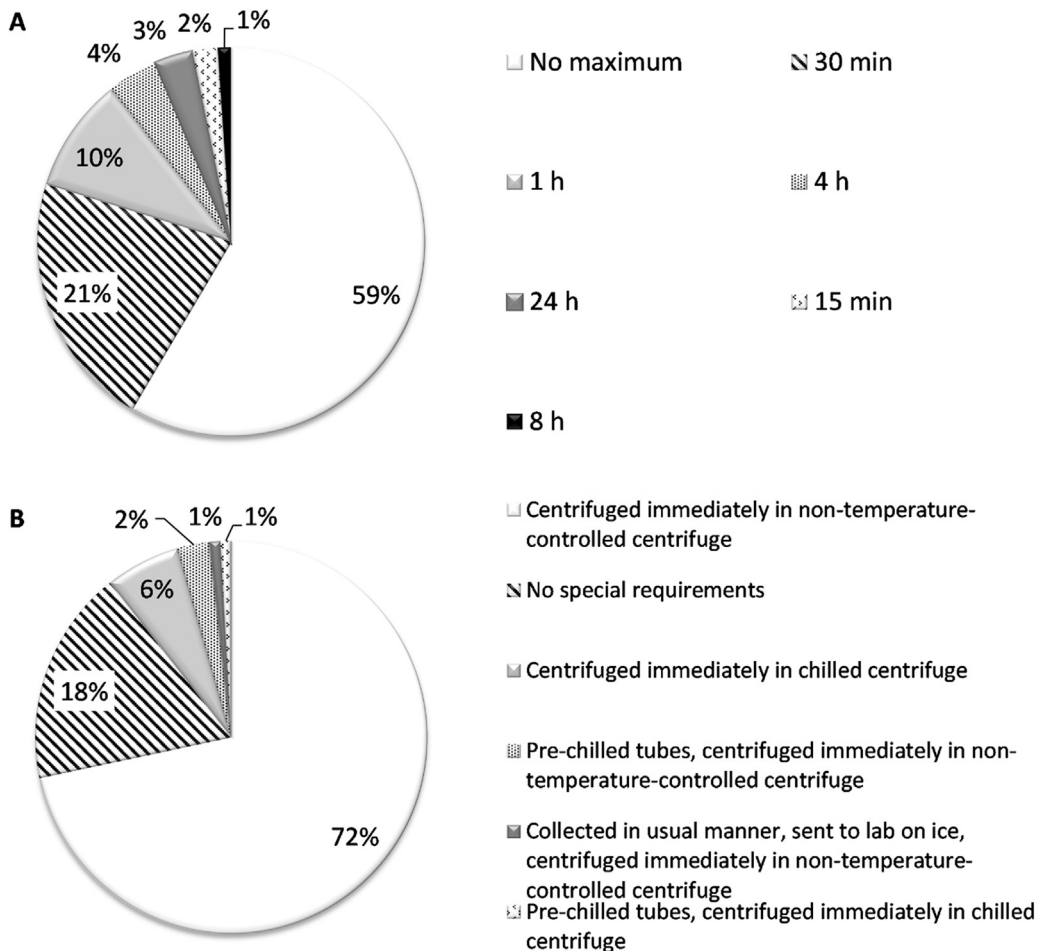 A
1%
2%
3%
4%
10%
21%
59%
No maximum
30 min
1 h
4 h
24 h
15 min
8 h
B
2%
1%
1%
6%
18%
72%
Centrifuged immediately in non-temperature-
controlled centrifuge
No special requirements
Centrifuged immediately in chilled centrifuge
Pre-chilled tubes, centrifuged immediately in non-
temperature-controlled centrifuge
Collected in usual manner, sent to lab on ice,
centrifuged immediately in non-temperature-
controlled centrifuge
Pre-chilled tubes, centrifuged immediately in chilled
centrifuge